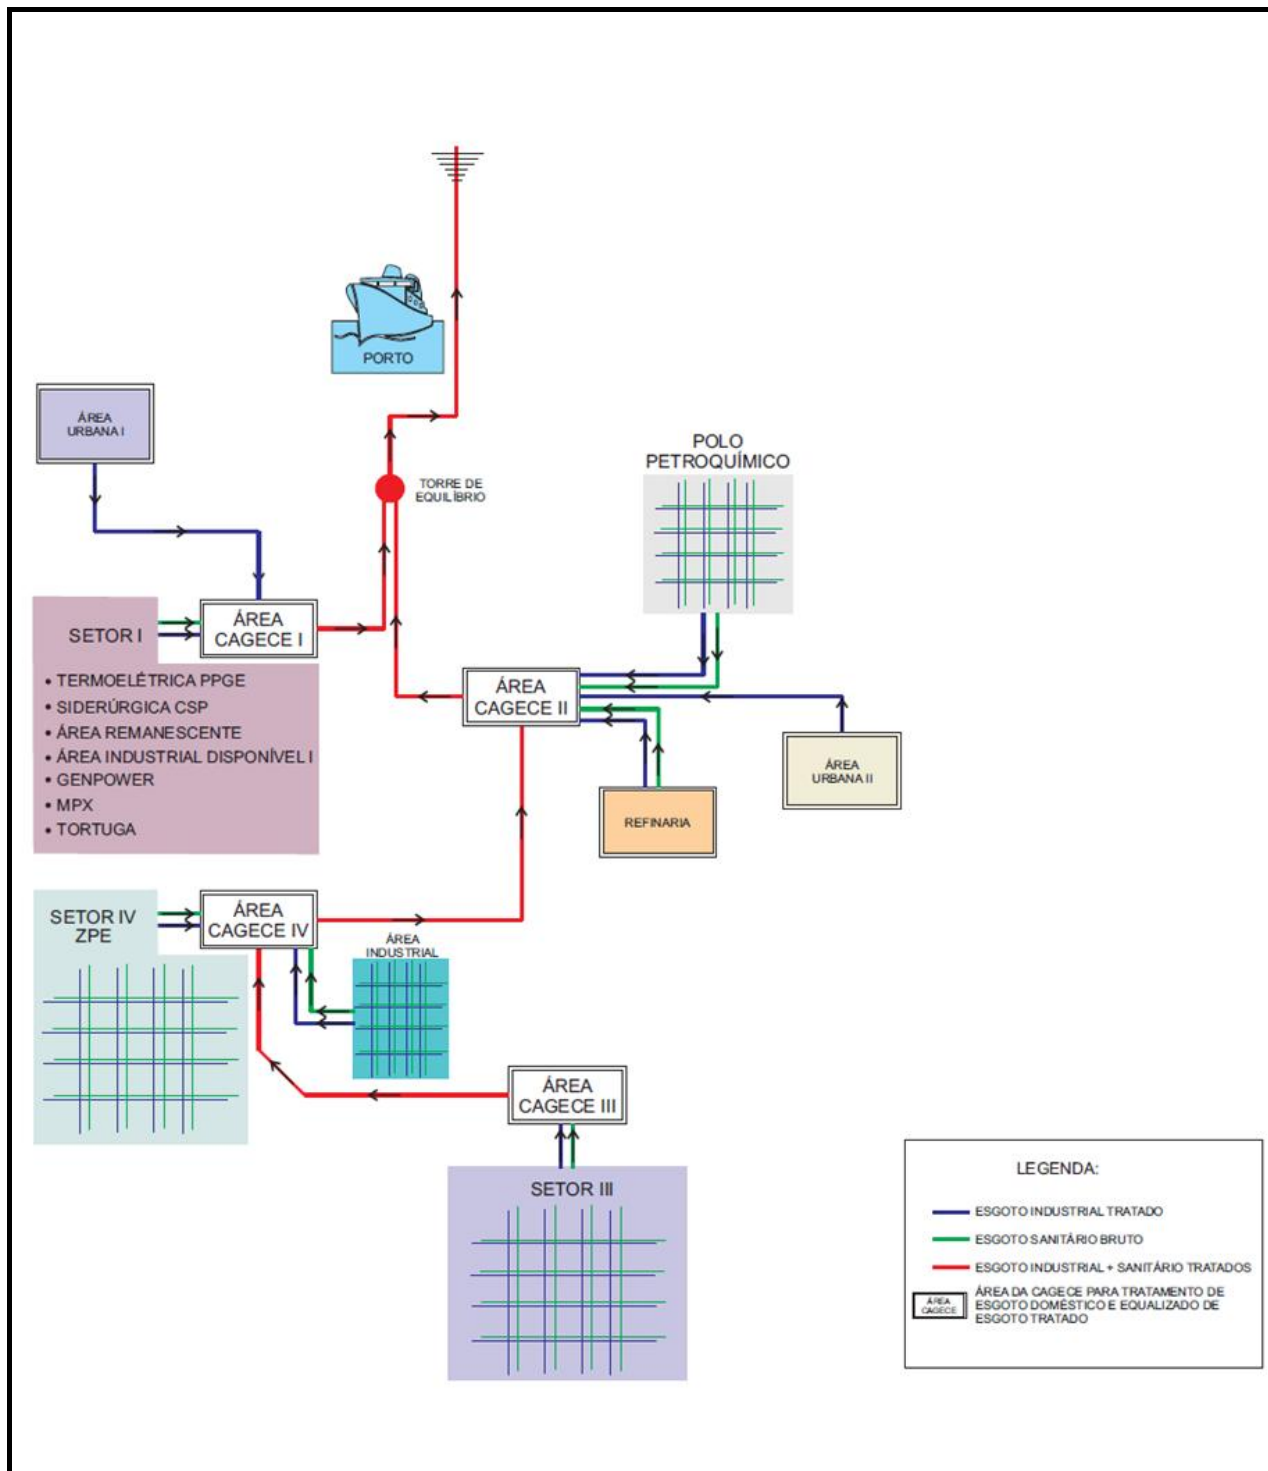 PORTO
ÁREA
URBANA I
TORRE DE
EQUILÍBRIO
POLO
PETROQUÍMICO
SETOR I
ÁREA
CAGECE I
• TERMOELÉTRICA PPGE
• SIDERÚRGICA CSP
• ÁREA REMANESCENTE
• ÁREA INDUSTRIAL DISPONÍVEL I
• GENPOWER
• MPX
• TORTUGA
ÁREA
CAGECE II
ÁREA
URBANA II
REFINARIA
SETOR IV
ZPE
ÁREA
CAGECE IV
ÁREA
INDUSTRIAL
ÁREA
CAGECE III
SETOR III
LEGENDA:
ESGOTO INDUSTRIAL TRATADO
ESGOTO SANITÁRIO BRUTO
ESGOTO INDUSTRIAL + SANITÁRIO TRATADOS
ÁREA
CAGECE
ÁREA DA CAGECE PARA TRATAMENTO DE
ESGOTO DOMÉSTICO E EQUALIZADO DE
ESGOTO TRATADO